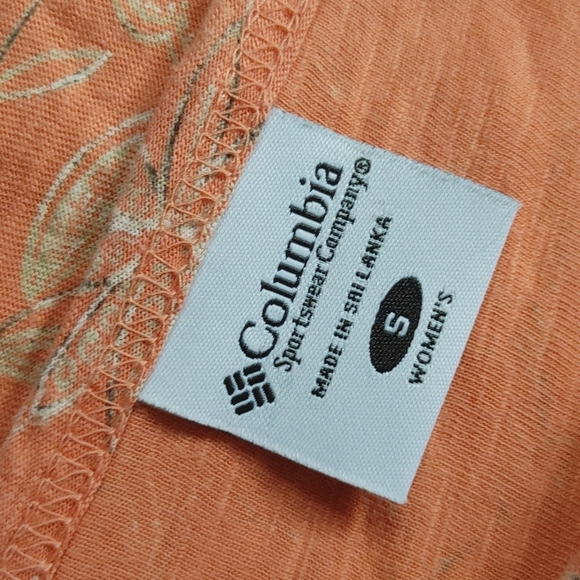 Columbia
Sportswear Company®
MADE IN SRI LANKA
S
WOMEN'S